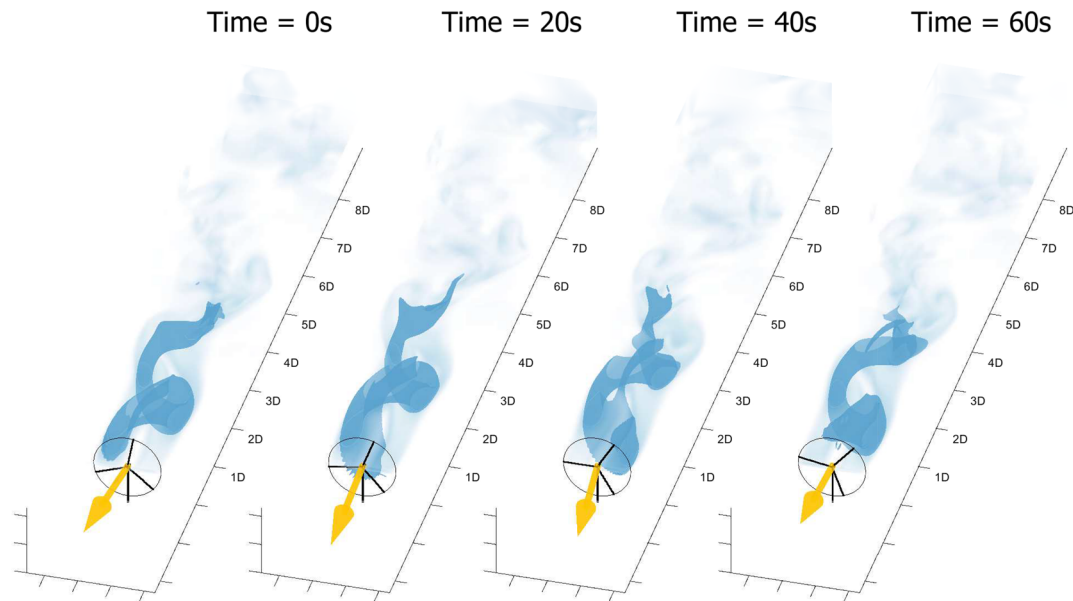 Time = 0s Time = 20s Time = 40s Time = 60s
8D 8D 8D 8D
7D 7D 7D 7D
6D 6D 6D 6D
5D 5D 5D 5D
4D 4D 4D 4D
3D 3D 3D 3D
2D 2D 2D 2D
1D 1D 1D 1D